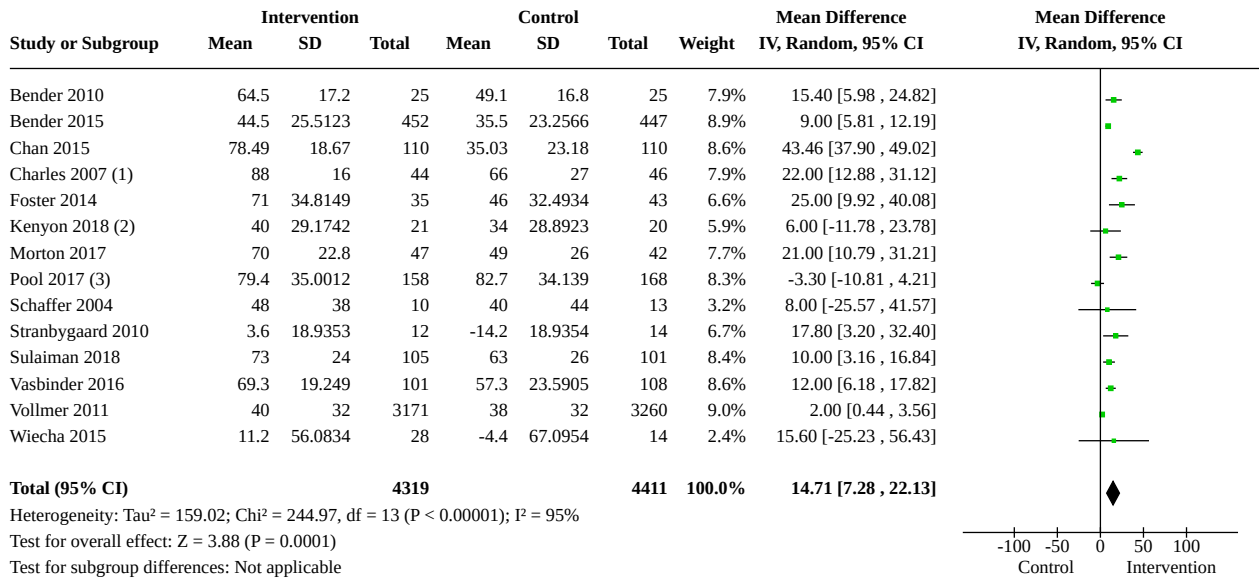 Intervention Control Mean Difference Mean Difference
Study or Subgroup Mean SD Total Mean SD Total Weight IV, Random, 95% CI IV, Random, 95% CI
Bender 2010 64.5 17.2 25 49.1 16.8 25 7.9% 15.40 [5.98 , 24.82]
Bender 2015 44.5 25.5123 452 35.5 23.2566 447 8.9% 9.00 [5.81 , 12.19]
Chan 2015 78.49 18.67 110 35.03 23.18 110 8.6% 43.46 [37.90 , 49.02]
Charles 2007 (1) 88 16 44 66 27 46 7.9% 22.00 [12.88 , 31.12]
Foster 2014 71 34.8149 35 46 32.4934 43 6.6% 25.00 [9.92 , 40.08]
Kenyon 2018 (2) 40 29.1742 21 34 28.8923 20 5.9% 6.00 [-11.78 , 23.78]
Morton 2017 70 22.8 47 49 26 42 7.7% 21.00 [10.79 , 31.21]
Pool 2017 (3) 79.4 35.0012 158 82.7 34.139 168 8.3% -3.30 [-10.81 , 4.21]
Schaffer 2004 48 38 10 40 44 13 3.2% 8.00 [-25.57 , 41.57]
Stranbygaard 2010 3.6 18.9353 12 -14.2 18.9354 14 6.7% 17.80 [3.20 , 32.40]
Sulaiman 2018 73 24 105 63 26 101 8.4% 10.00 [3.16 , 16.84]
Vasbinder 2016 69.3 19.249 101 57.3 23.5905 108 8.6% 12.00 [6.18 , 17.82]
Vollmer 2011 40 32 3171 38 32 3260 9.0% 2.00 [0.44 , 3.56]
Wiecha 2015 11.2 56.0834 28 -4.4 67.0954 14 2.4% 15.60 [-25.23 , 56.43]
Total (95% CI) 4319 4411 100.0% 14.71 [7.28 , 22.13]
Heterogeneity: Tau² = 159.02; Chi² = 244.97, df = 13 (P < 0.00001); I² = 95%
Test for overall effect: Z = 3.88 (P = 0.0001) -100 -50 0 50 100
Test for subgroup differences: Not applicable Control Intervention